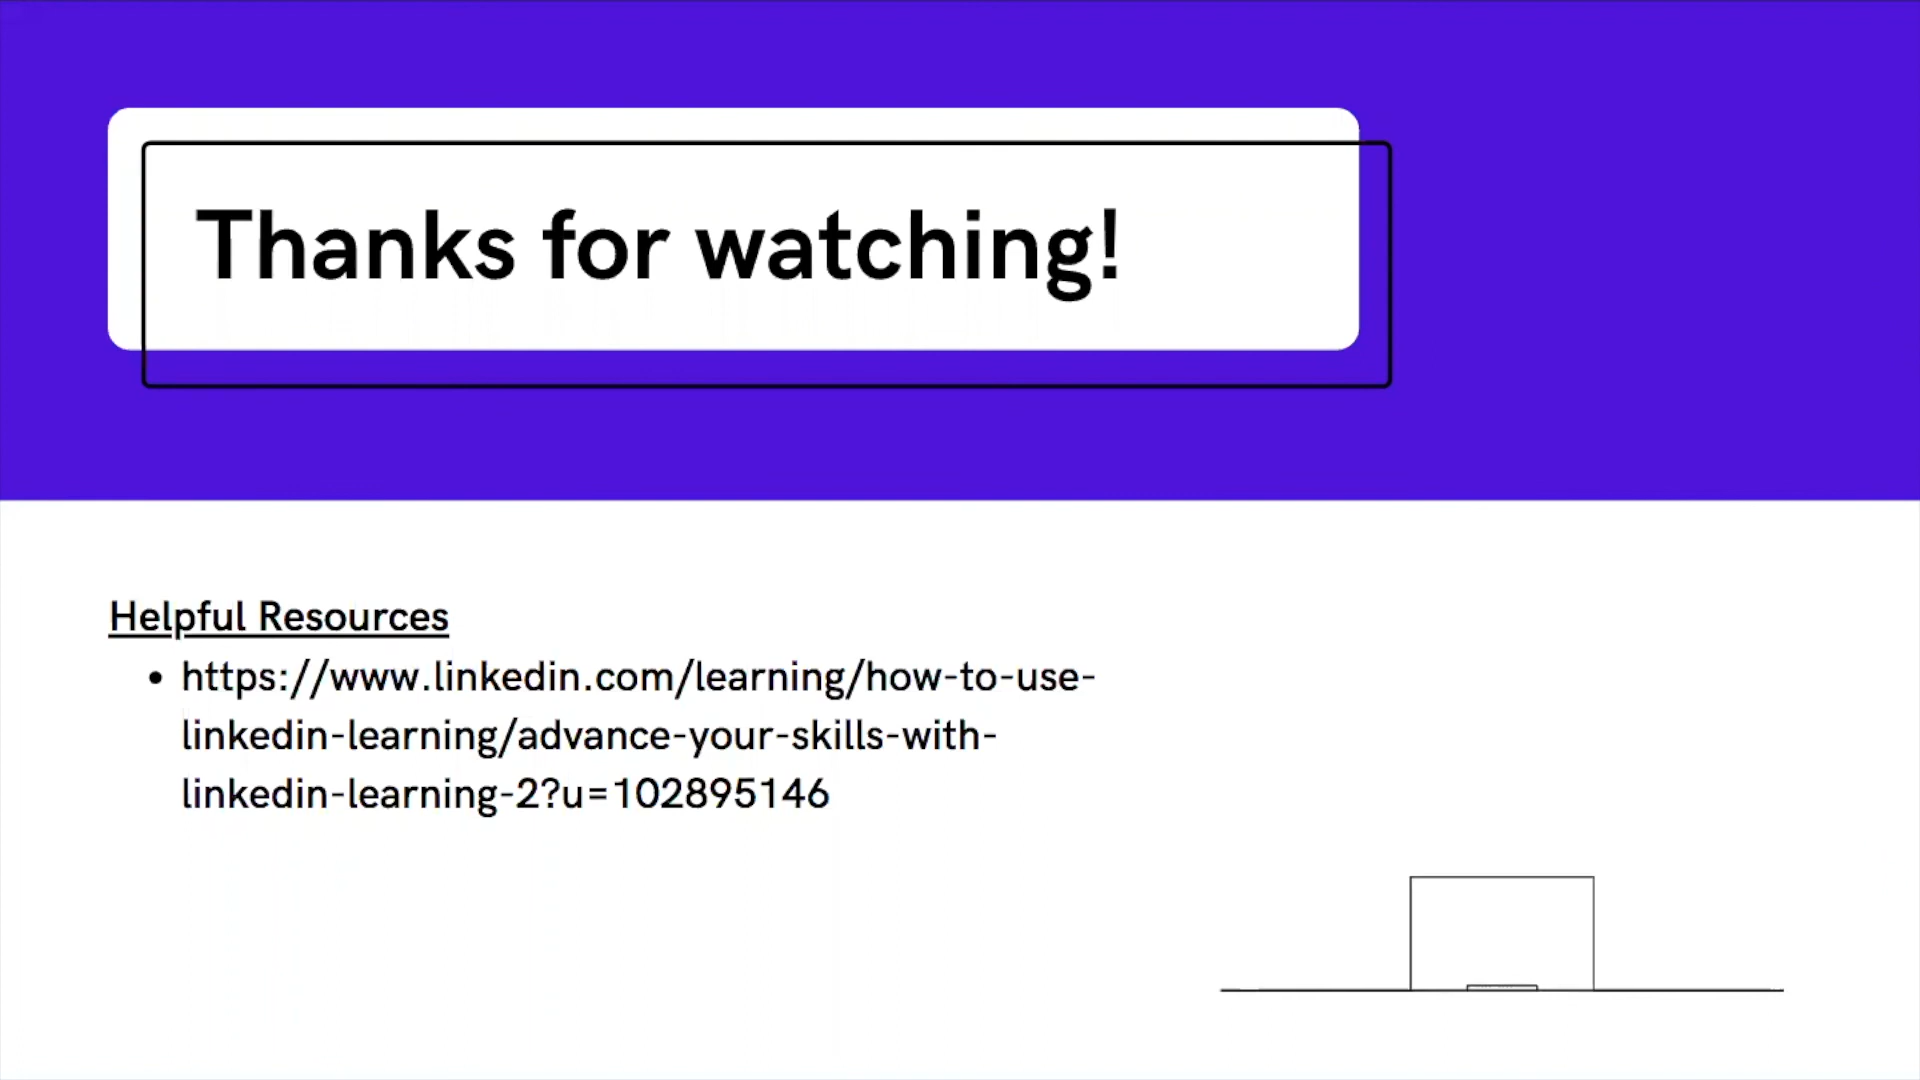 Thanks for watching!
Helpful Resources
• https://www.linkedin.com/learning/how-to-use-
linkedin-learning/advance-your-skills-with-
linkedin-learning-2?u=102895146